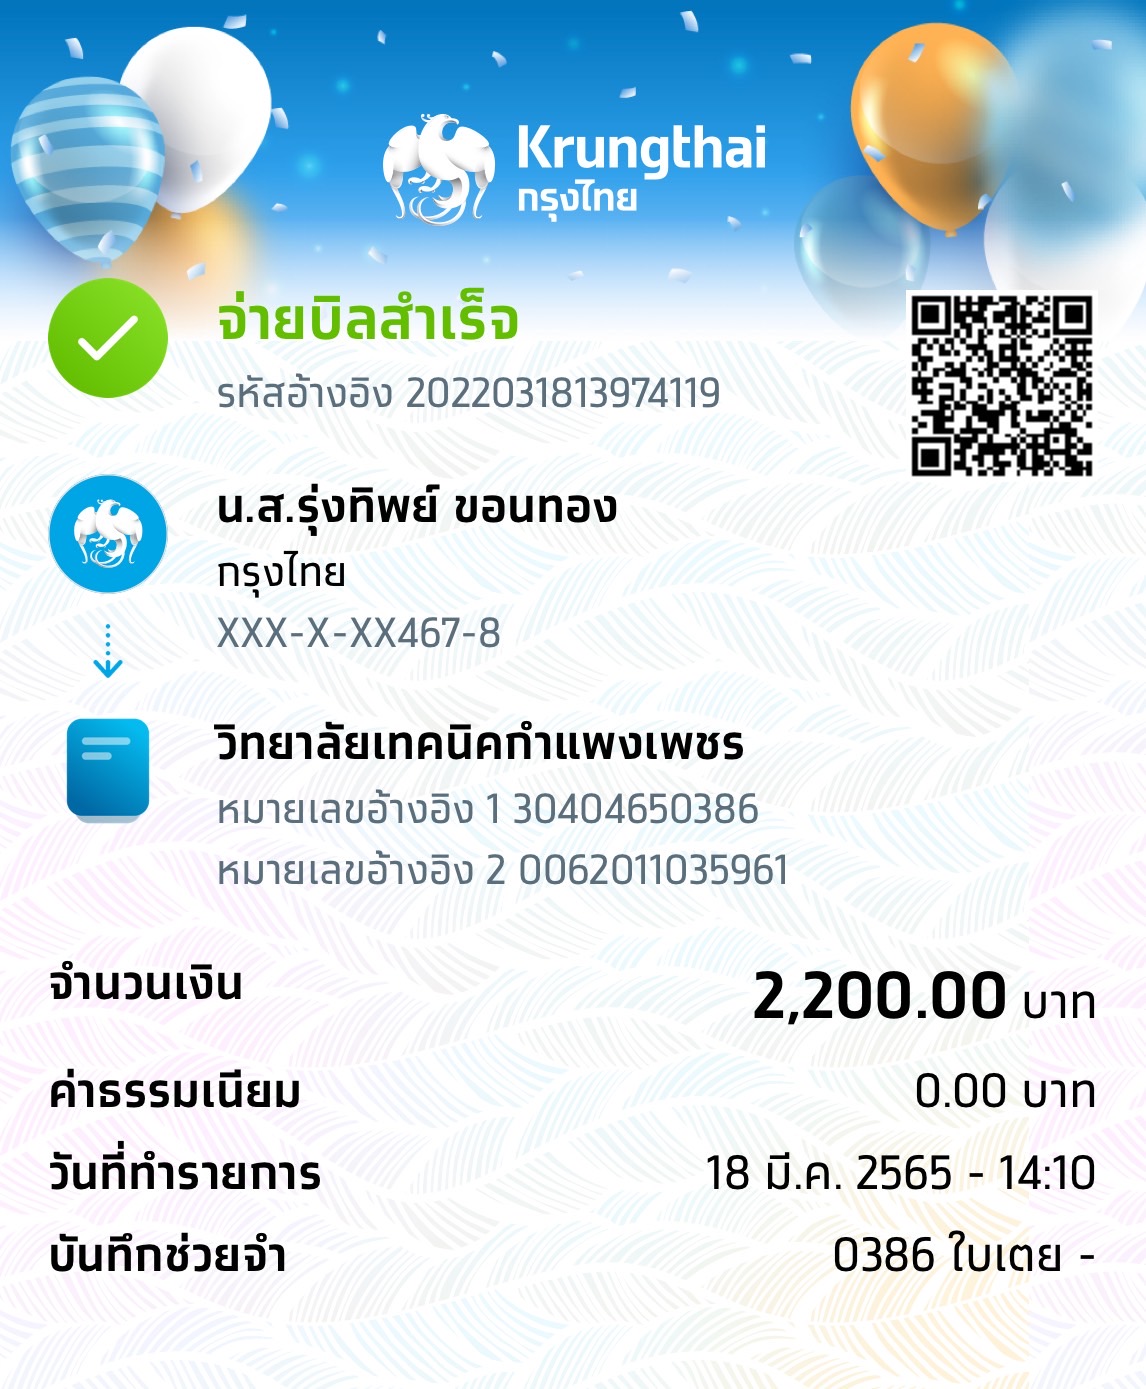 Krungthai
กรุงไทย
จ่ายบิลสำเร็จ
รหัสอ้างอิง 2022031813974119
น.ส.รุ่งทิพย์ ขอนทอง
กรุงไทย
XXX-X-XX467-8
วิทยาลัยเทคนิคกำแพงเพชร
หมายเลขอ้างอิง 1 30404650386
หมายเลขอ้างอิง 2 0062011035961
จำนวนเงิน 2,200.00 บาท
ค่าธรรมเนียม 0.00 บาท
วันที่ทำรายการ 18 มี.ค. 2565 - 14:10
บันทึกช่วยจำ 0386 ใบเตย -